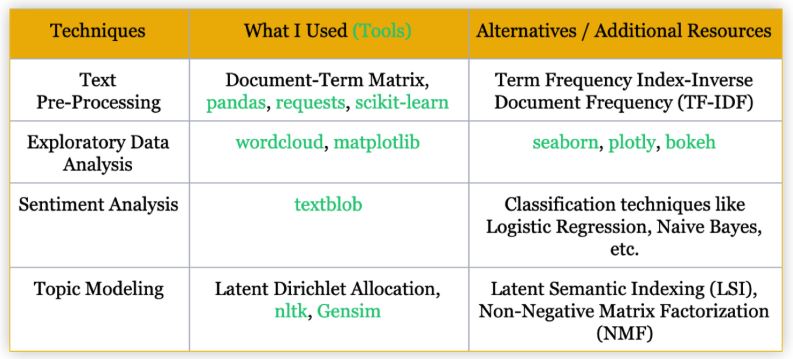 Techniques
What I Used (Tools)
Alternatives / Additional Resources
Text
Pre-Processing
Document-Term Matrix,
pandas, requests, scikit-learn
Term Frequency Index-Inverse
Document Frequency (TF-IDF)
Exploratory Data
Analysis
wordcloud, matplotlib
seaborn, plotly, bokeh
Sentiment Analysis
textblob
Classification techniques like
Logistic Regression, Naive Bayes,
etc.
Topic Modeling
Latent Dirichlet Allocation,
nltk, Gensim
Latent Semantic Indexing (LSI),
Non-Negative Matrix Factorization
(NMF)